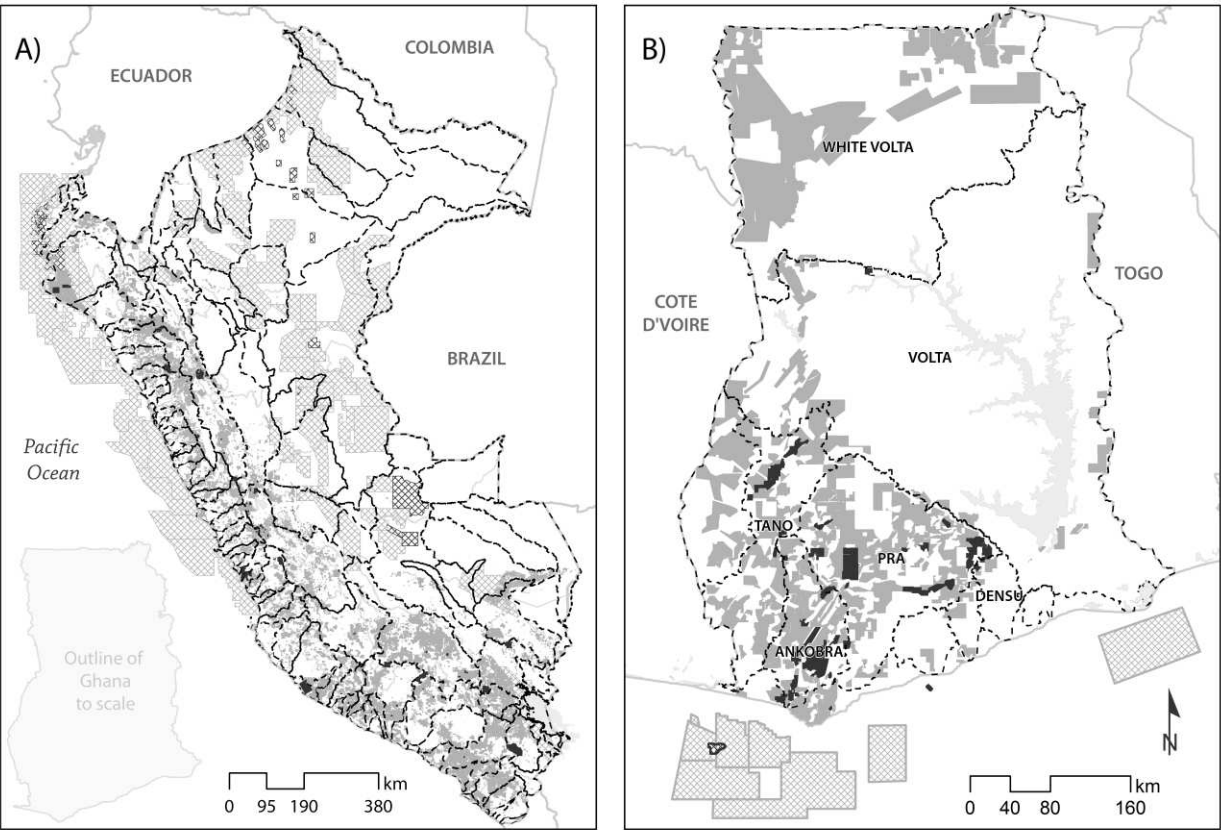 A)
COLOMBIA
ECUADOR
BRAZIL
Pacific
Ocean
Outline of
Ghana
to scale
km
0 95 190 380
B)
WHITE VOLTA
TOGO
COTE
D'VOIRE
VOLTA
TANO
PRA
DENSU
ANKOBRA
N
km
0 40 80 160